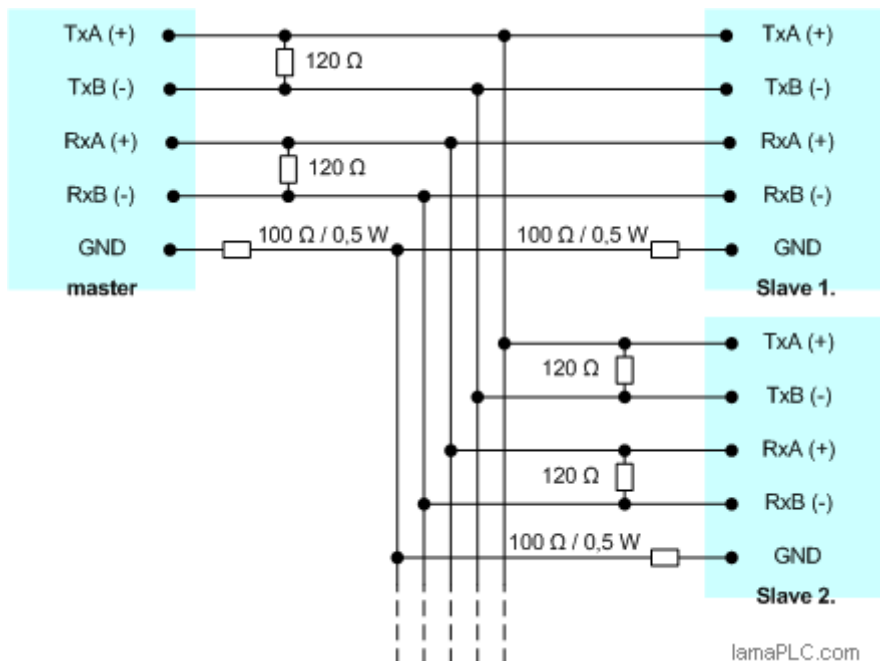 TxA (+) TxA (+)
120 Ω
TxB (-) TxB (-)
RxA (+) RxA (+)
120 Ω
RxB (-) RxB (-)
100 Ω / 0,5 W 100 Ω / 0,5 W
GND GND
master Slave 1.
TxA (+)
120 Ω
TxB (-)
RxA (+)
120 Ω
RxB (-)
100 Ω / 0,5 W
GND
Slave 2.
lamaPLC.com